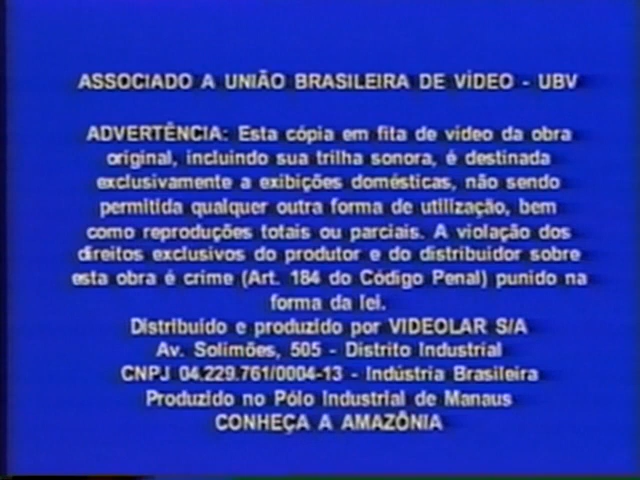 ASSOCIADO A UNIÃO BRASILEIRA DE VÍDEO - UBV
ADVERTÊNCIA: Esta cópia em fita de vídeo da obra
original, incluindo sua trilha sonora, é destinada
exclusivamente a exibições domésticas, não sendo
permitida qualquer outra forma de utilização, bem
como reproduções totais ou parciais. A violação dos
direitos exclusivos do produtor e do distribuidor sobre
esta obra é crime (Art. 184 do Código Penal) punido na
forma da lei.
Distribuído e produzido por VIDEOLAR S/A
Av. Solimões, 505 - Distrito Industrial
CNPJ 04.229.761/0004-13 - Indústria Brasileira
Produzido no Pólo Industrial de Manaus
CONHEÇA A AMAZÔNIA